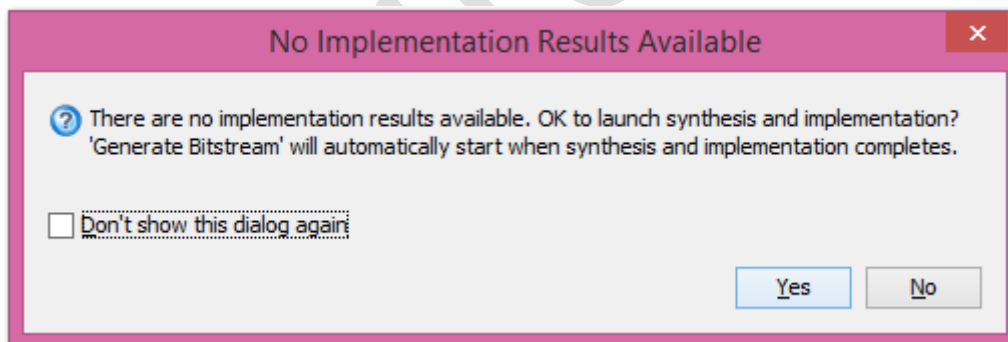 No Implementation Results Available
There are no implementation results available. OK to launch synthesis and implementation?
'Generate Bitstream' will automatically start when synthesis and implementation completes.
Don't show this dialog again
Yes No